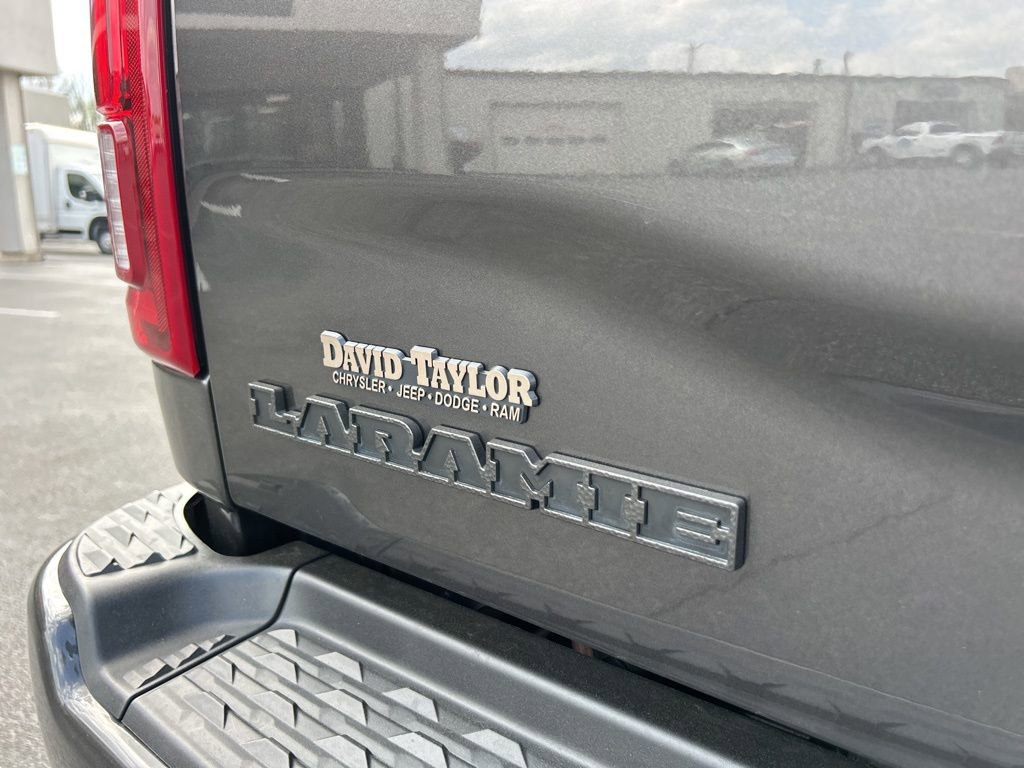 DAVID TAYLOR
CHRYSLER • JEEP • DODGE • RAM
LARAMIE